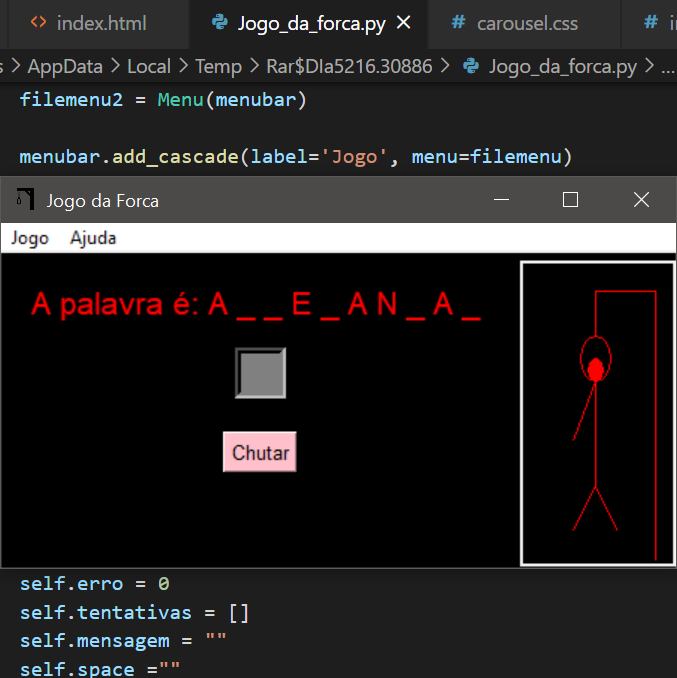 index.html Jogo_da_forca.py carousel.css
AppData > Local > Temp > Rar$DIa5216.30886 > Jogo_da_forca.py > ...
filemenu2 = Menu(menubar)
menubar.add_cascade(label='Jogo', menu=filemenu)
Jogo da Forca
Jogo Ajuda
A palavra é: A _ _ E _ A N _ A _
Chutar
self.erro = 0
self.tentativas = []
self.mensagem = ""
self.space =""